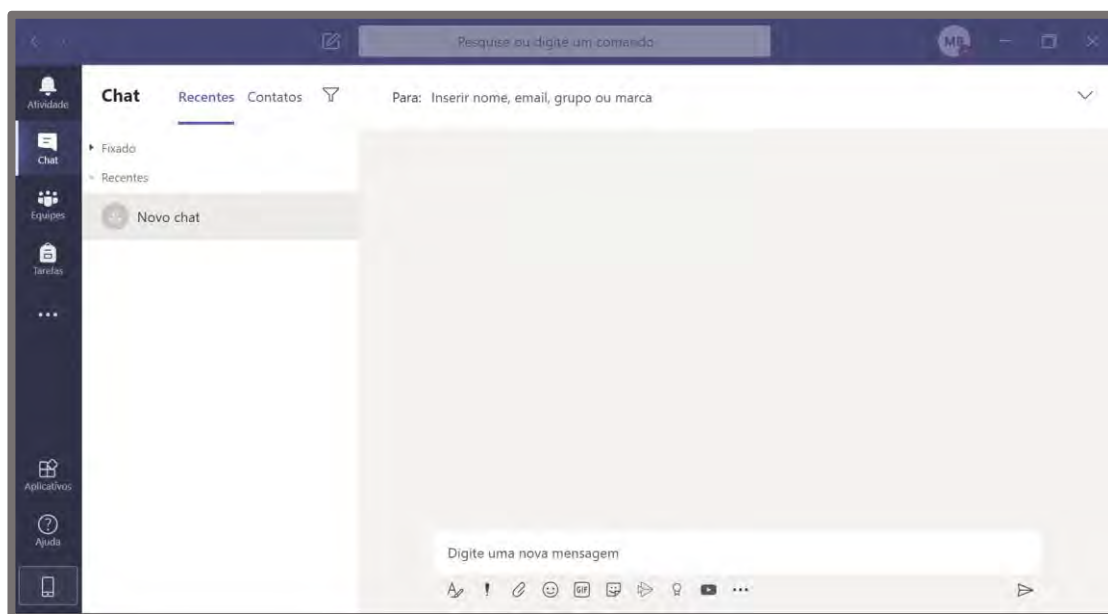 Pesquise ou digite um comando
MB
Atividade
Chat
Equipes
Tarefas
Aplicativos
Ajuda
Chat Recentes Contatos
Fixado
Recentes
Novo chat
Para: Inserir nome, email, grupo ou marca
Digite uma nova mensagem
GIF